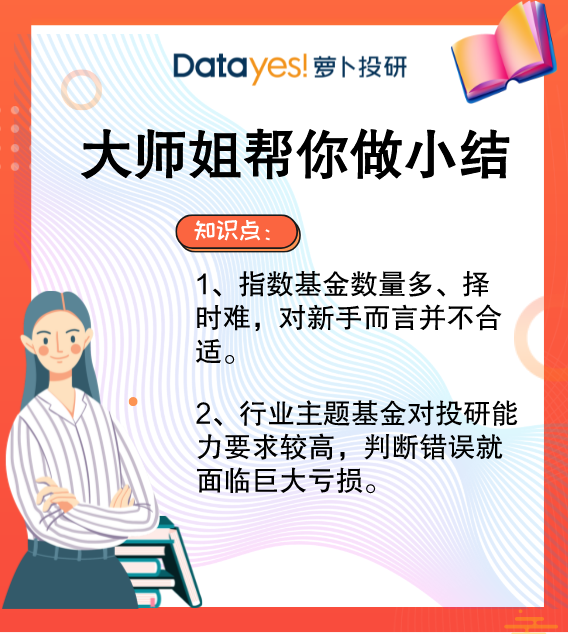 Datayes!萝卜投研
大师姐帮你做小结
知识点：
1、指数基金数量多、择
时难，对新手而言并不合
适。
2、行业主题基金对投研能
力要求较高，判断错误就
面临巨大亏损。